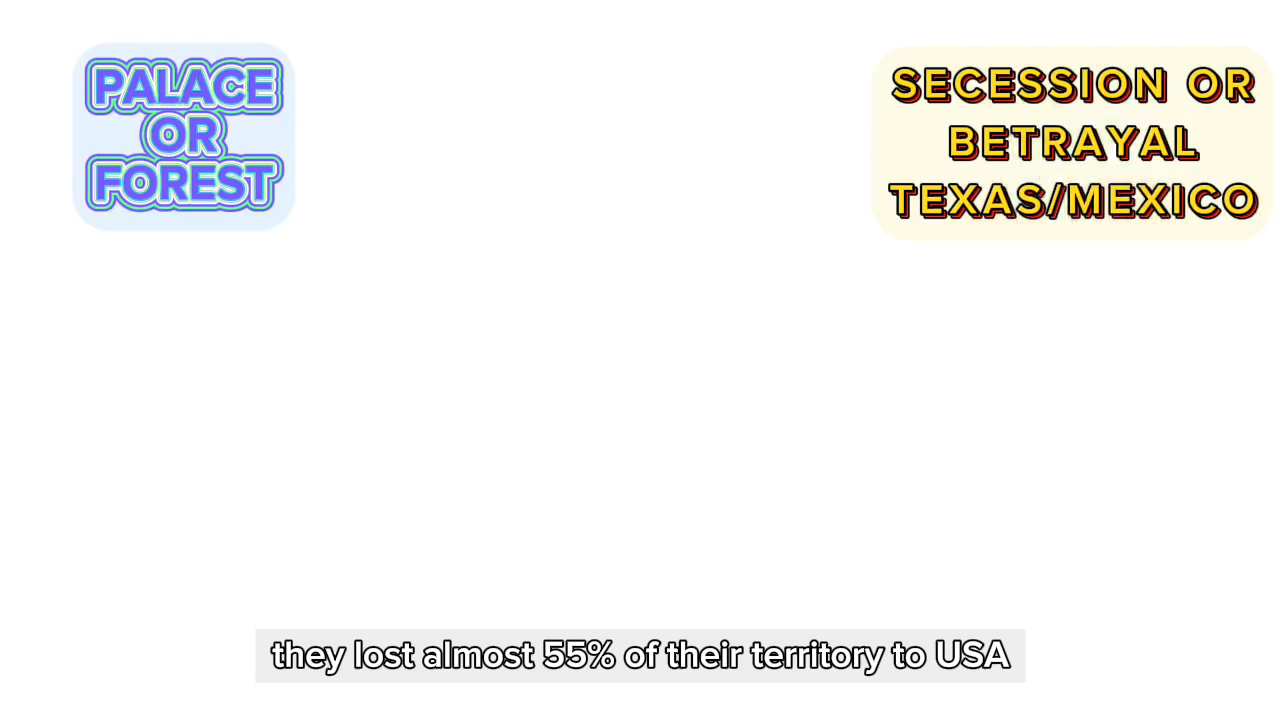 PALACE
OR
FOREST
SECESSION OR
BETRAYAL
TEXAS/MEXICO
they lost almost 55% of their territory to USA